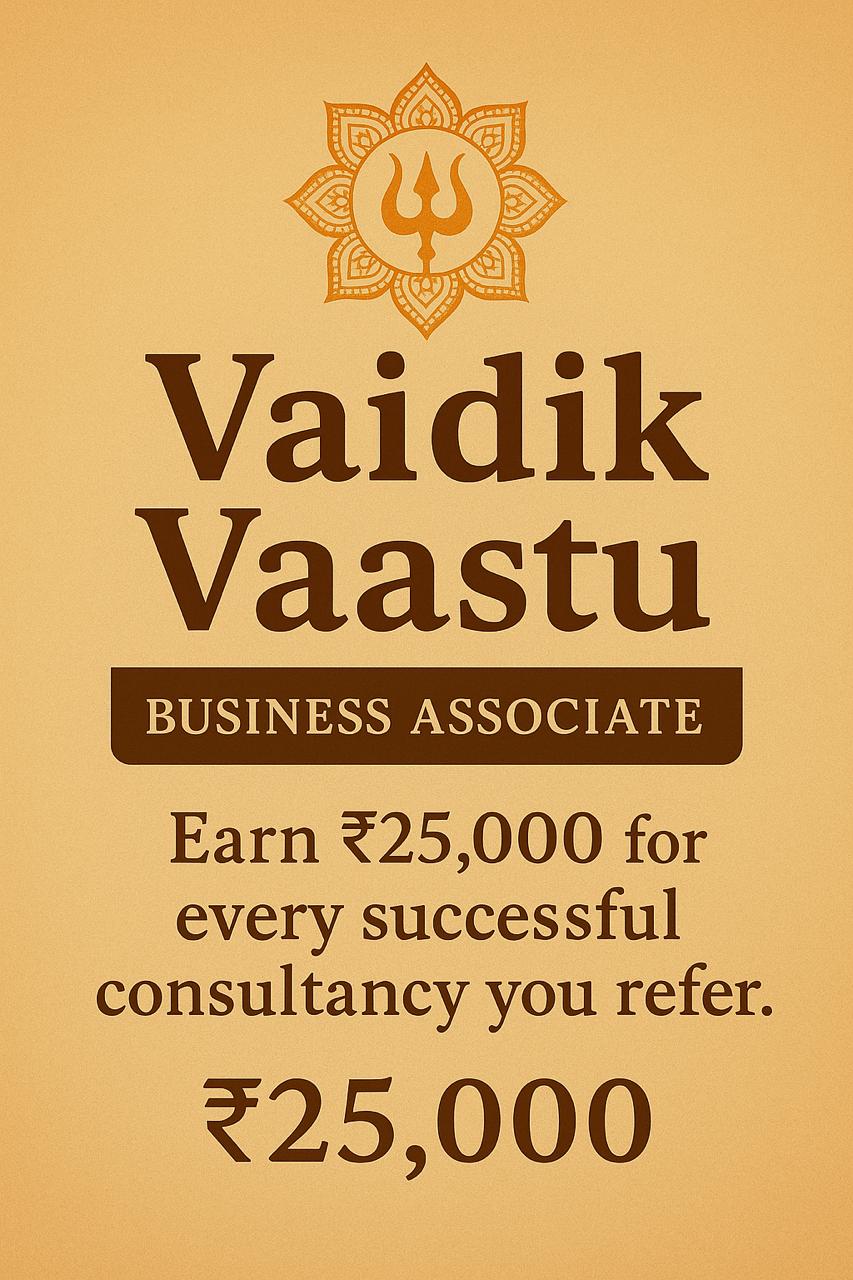 Vaidik
Vaastu
BUSINESS ASSOCIATE
Earn ₹25,000 for
every successful
consultancy you refer.
₹25,000